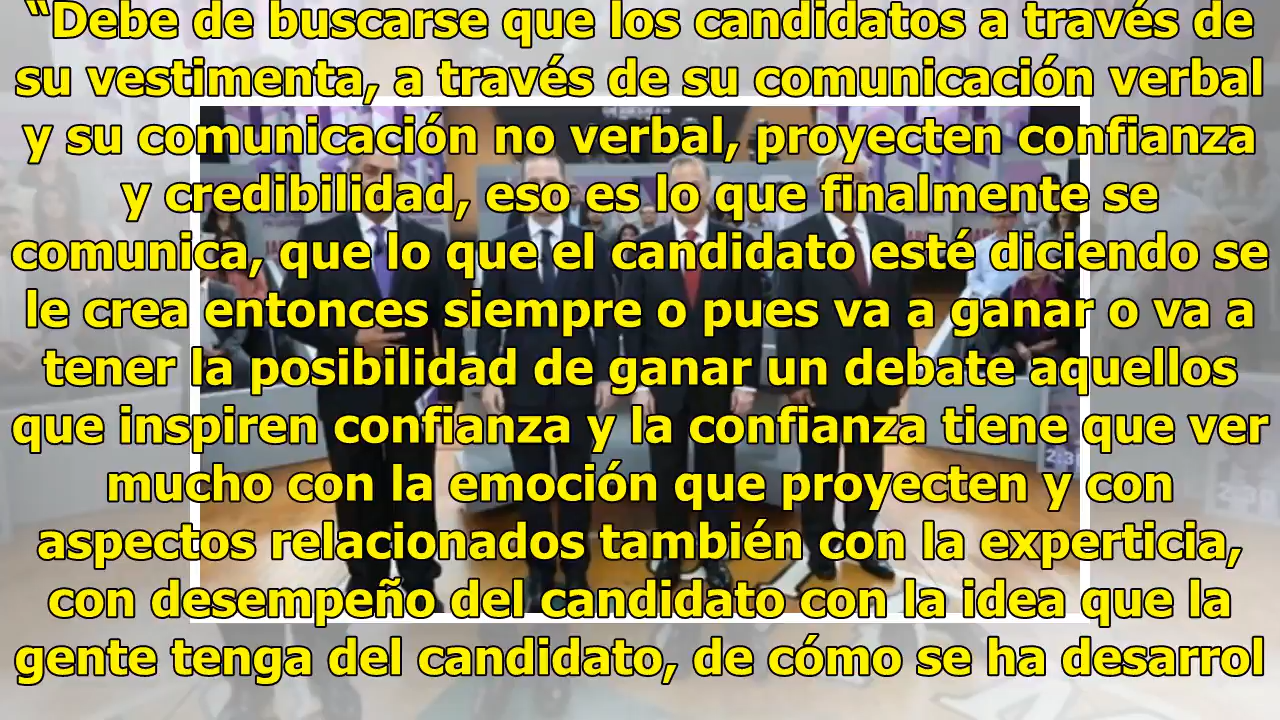 “Debe de buscarse que los candidatos a través de
su vestimenta, a través de su comunicación verbal
y su comunicación no verbal, proyecten confianza
y credibilidad, eso es lo que finalmente se
comunica, que lo que el candidato esté diciendo se
le crea entonces siempre o pues va a ganar o va a
tener la posibilidad de ganar un debate aquellos
que inspiren confianza y la confianza tiene que ver
mucho con la emoción que proyecten y con
aspectos relacionados también con la experticia,
con desempeño del candidato con la idea que la
gente tenga del candidato, de cómo se ha desarrol